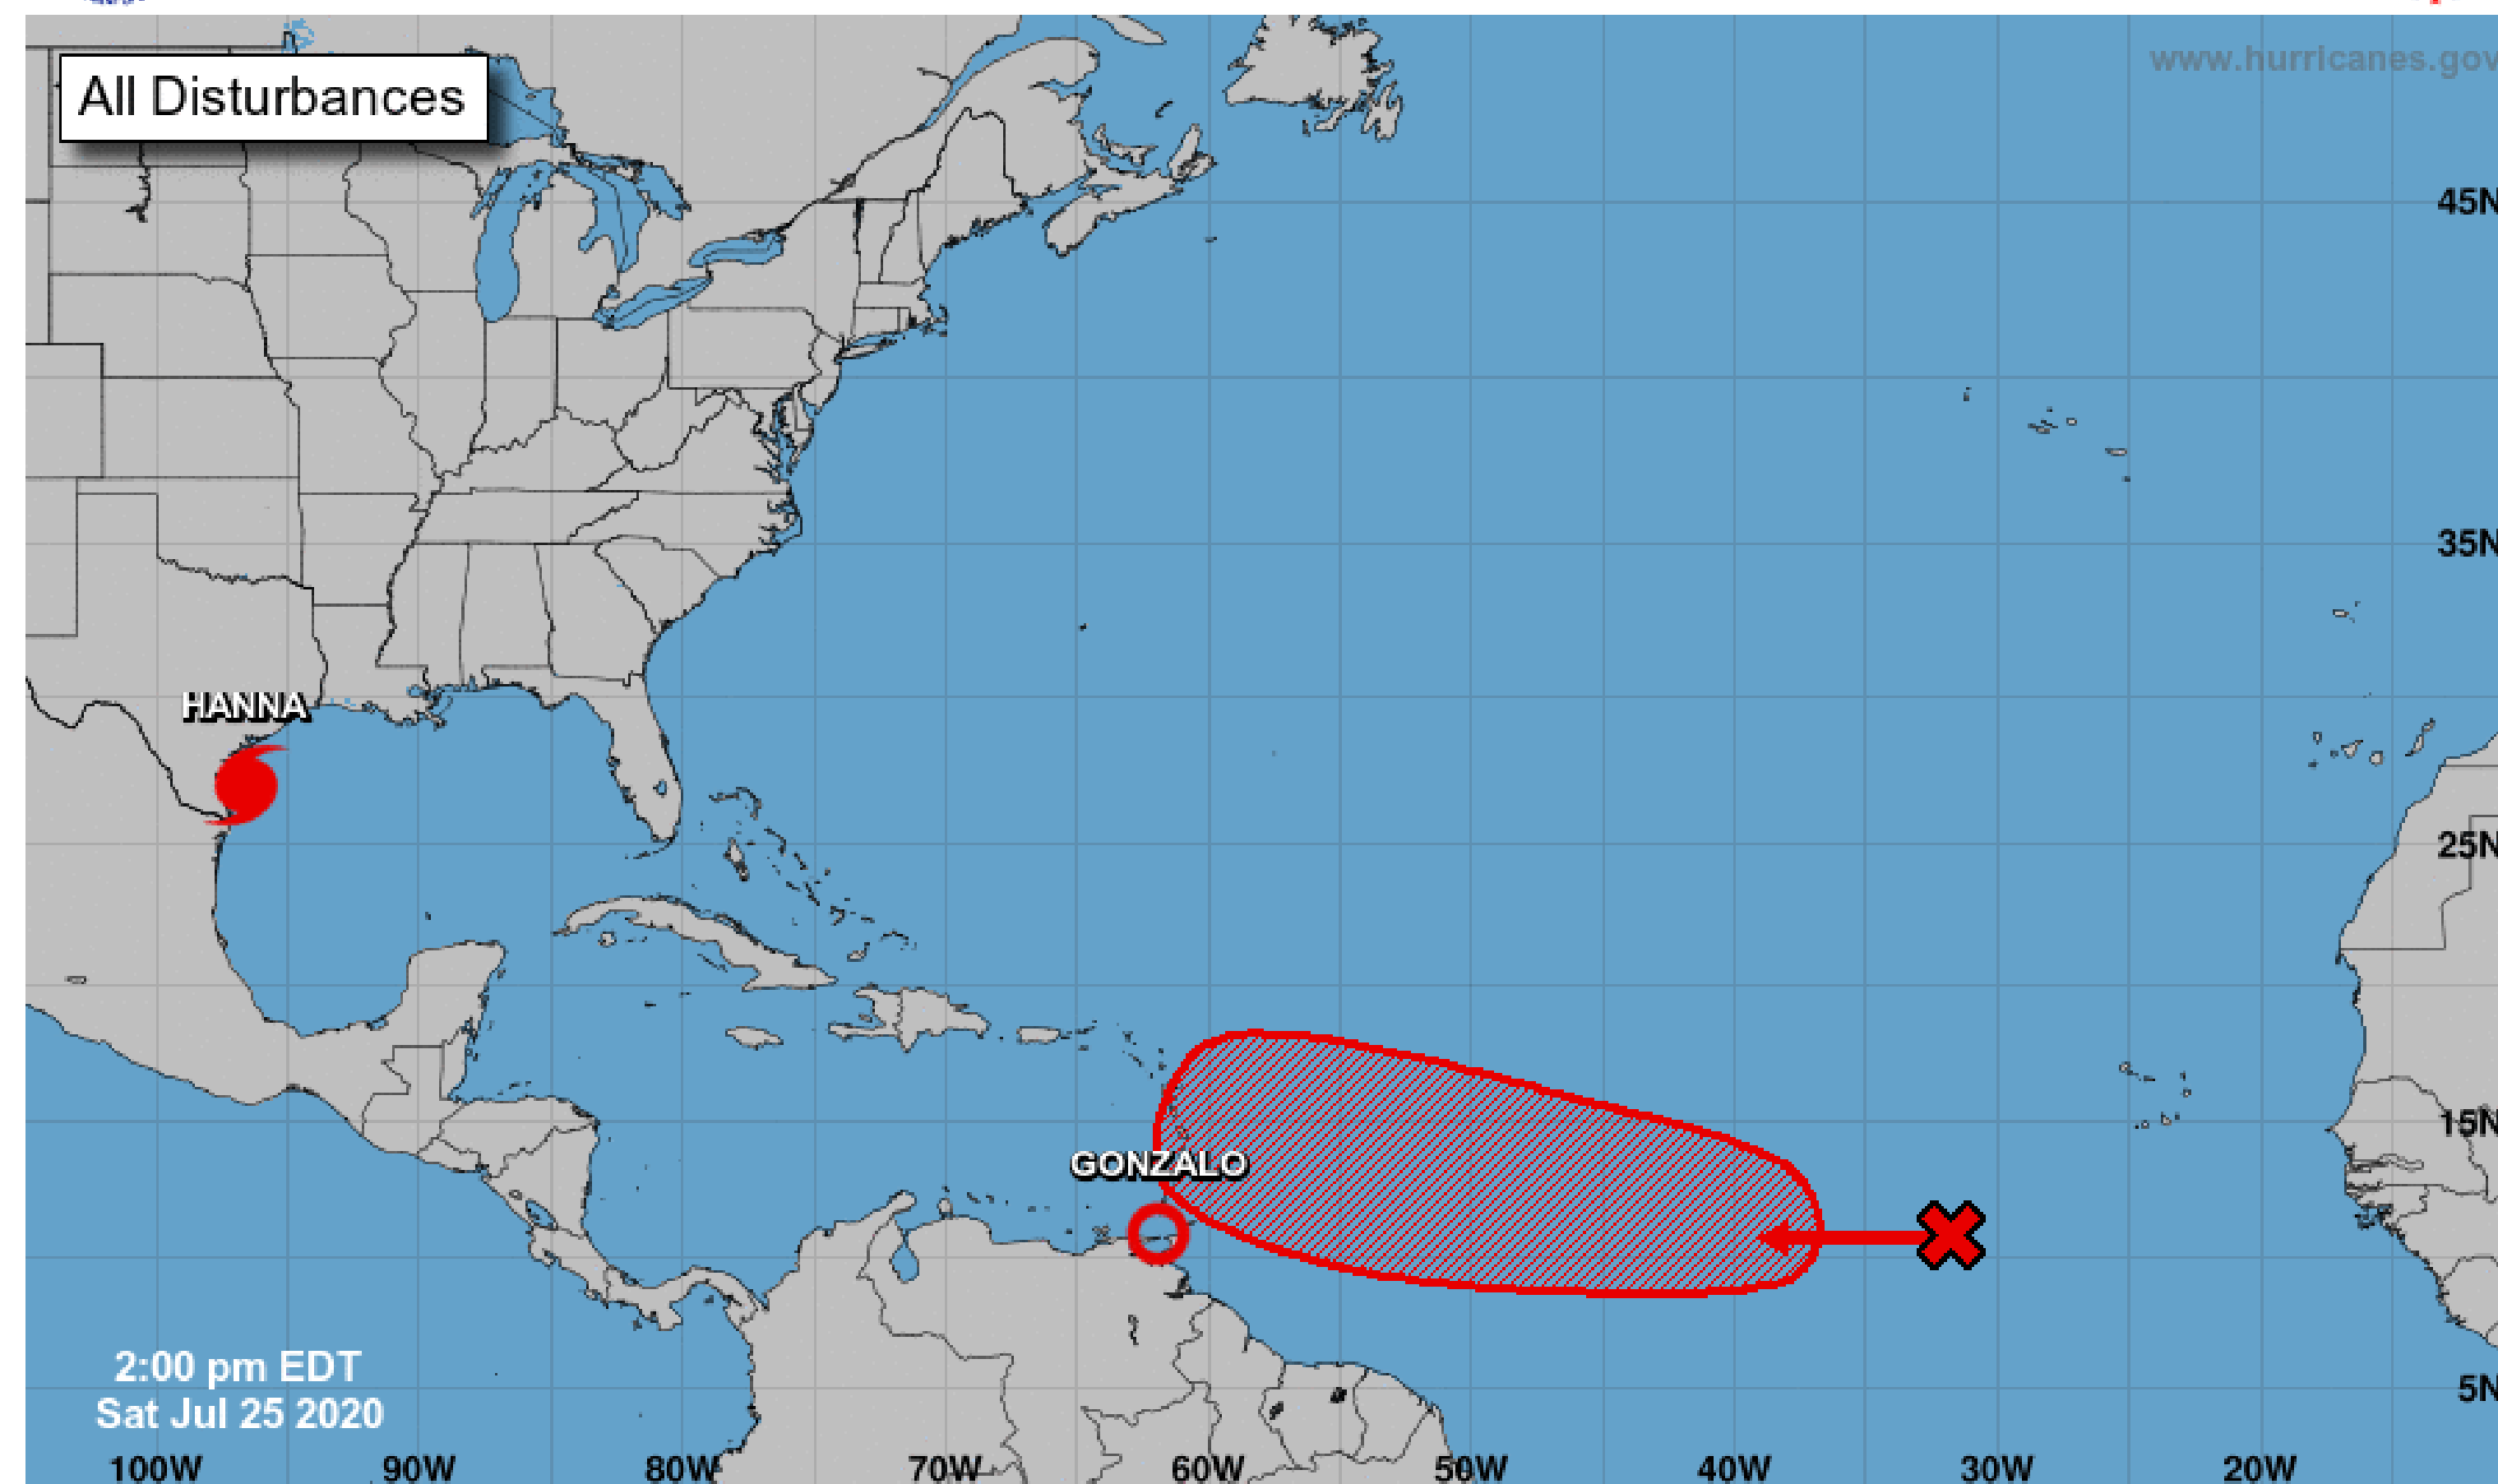 All Disturbances
www.hurricanes.gov
45N
35N
HANNA
25N
15N
GONZALO
2:00 pm EDT
Sat Jul 25 2020
5N
100W 90W 80W 70W 60W 50W 40W 30W 20W